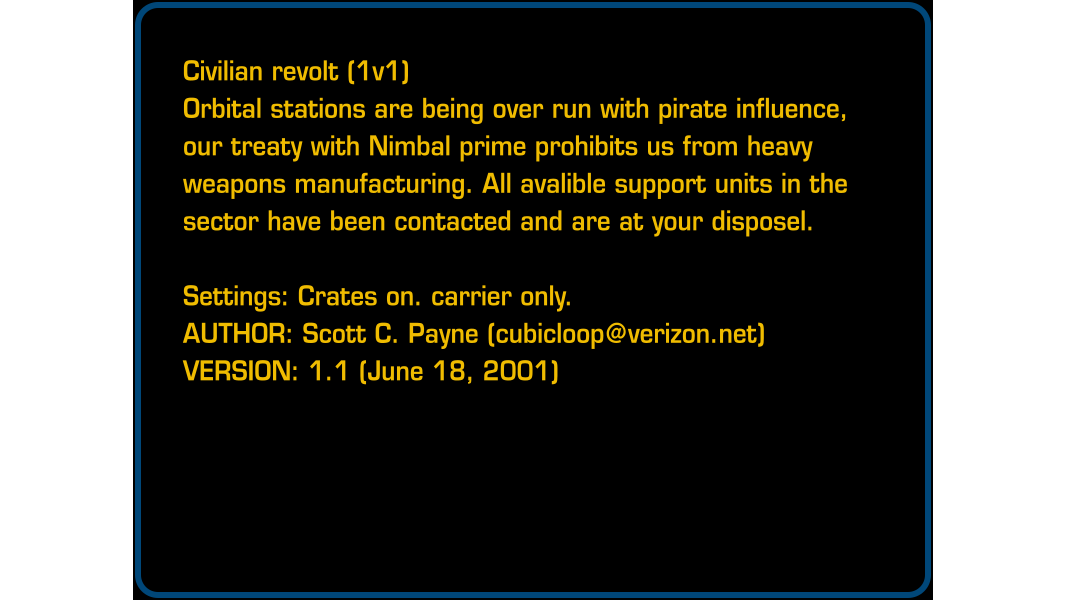 Civilian revolt (1v1)
Orbital stations are being over run with pirate influence,
our treaty with Nimbal prime prohibits us from heavy
weapons manufacturing. All avalible support units in the
sector have been contacted and are at your disposel.
Settings: Crates on. carrier only.
AUTHOR: Scott C. Payne (cubicloop@verizon.net)
VERSION: 1.1 (June 18, 2001)